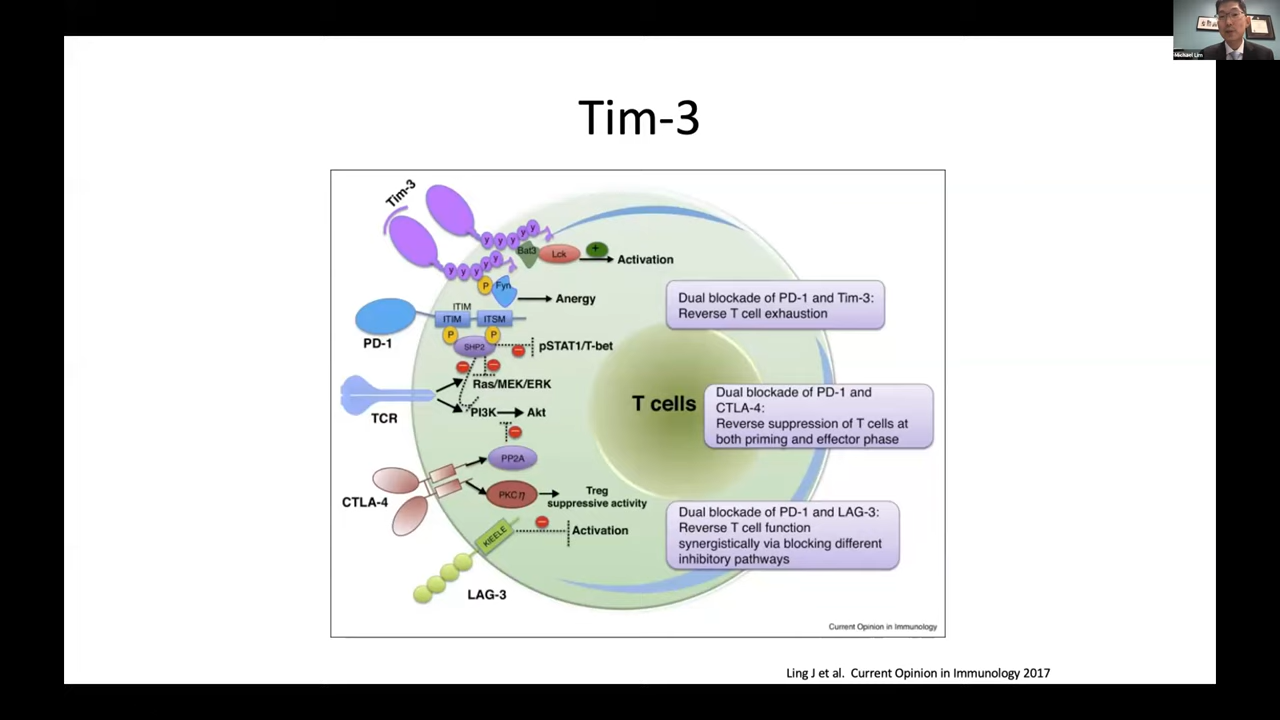 Michael Lim
Tim-3
Tim-3
y y y y y
Bat3
Lck
+
Activation
y y y y y
P
Fyn
Anergy
ITIM
ITIM
ITSM
PD-1
P
P
SHP2
pSTAT1/T-bet
Ras/MEK/ERK
TCR
PI3K
Akt
PP2A
CTLA-4
PKCη
Treg
suppressive activity
KIEELE
Activation
LAG-3
T cells
Dual blockade of PD-1 and Tim-3:
Reverse T cell exhaustion
Dual blockade of PD-1 and
CTLA-4:
Reverse suppression of T cells at
both priming and effector phase
Dual blockade of PD-1 and LAG-3:
Reverse T cell function
synergistically via blocking different
inhibitory pathways
Current Opinion in Immunology
Ling J et al. Current Opinion in Immunology 2017